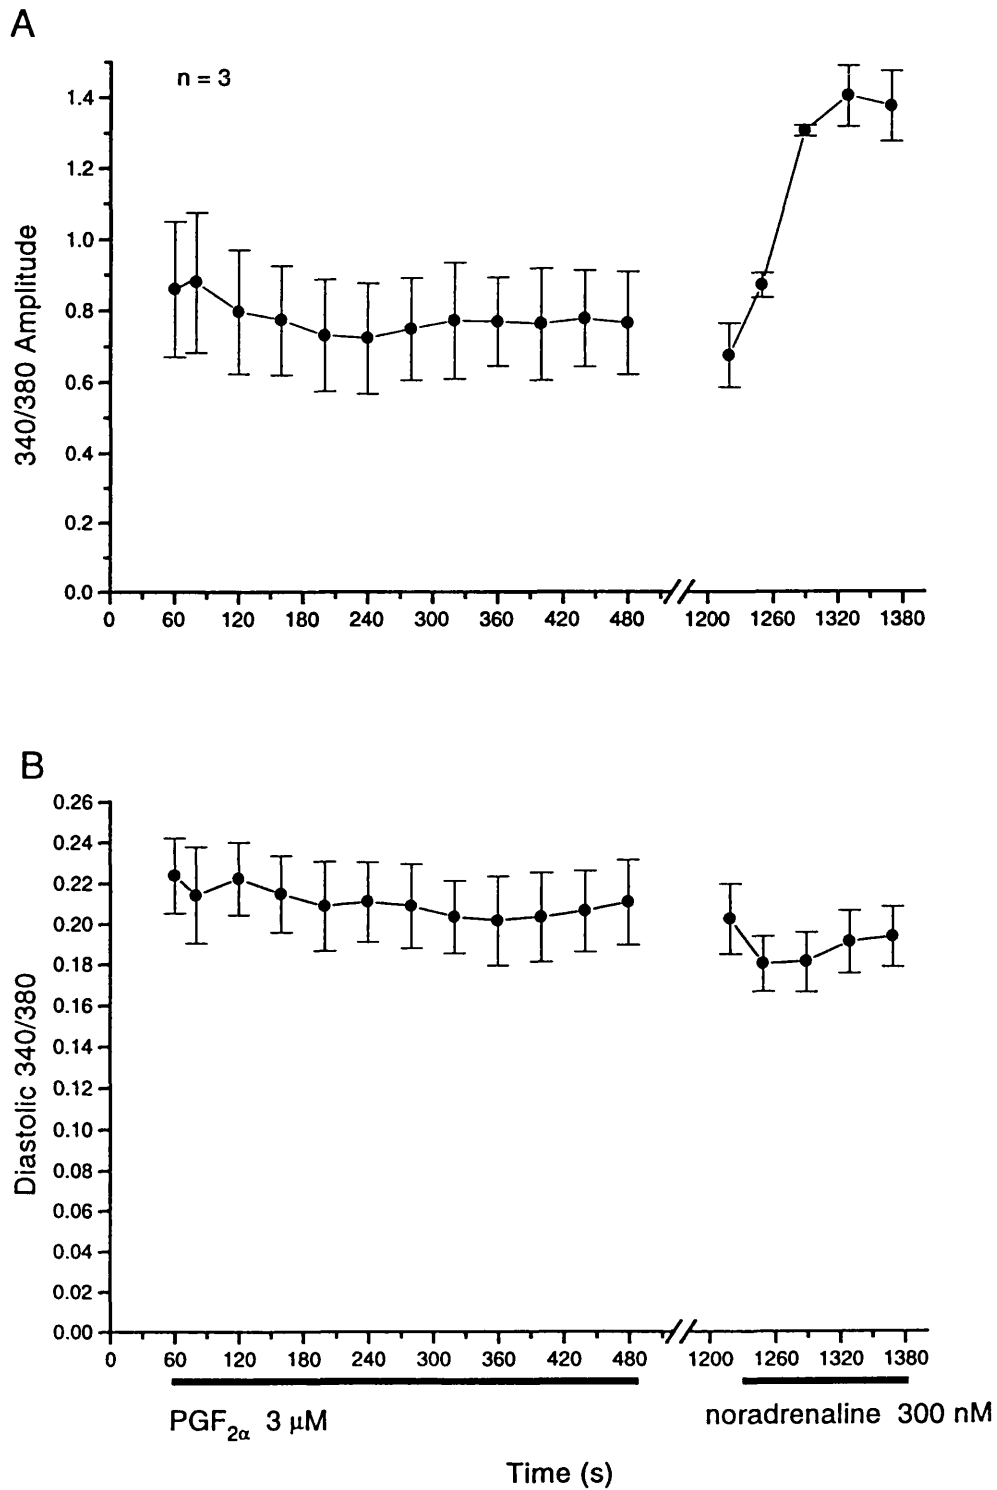 A
n = 3
340/380 Amplitude
1.4
1.2
1.0
0.8
0.6
0.4
0.2
0.0
0 60 120 180 240 300 360 420 480 1200 1260 1320 1380
B
Diastolic 340/380
0.26
0.24
0.22
0.20
0.18
0.16
0.14
0.12
0.10
0.08
0.06
0.04
0.02
0.00
0 60 120 180 240 300 360 420 480 1200 1260 1320 1380
PGF2α 3 μM
noradrenaline 300 nM
Time (s)